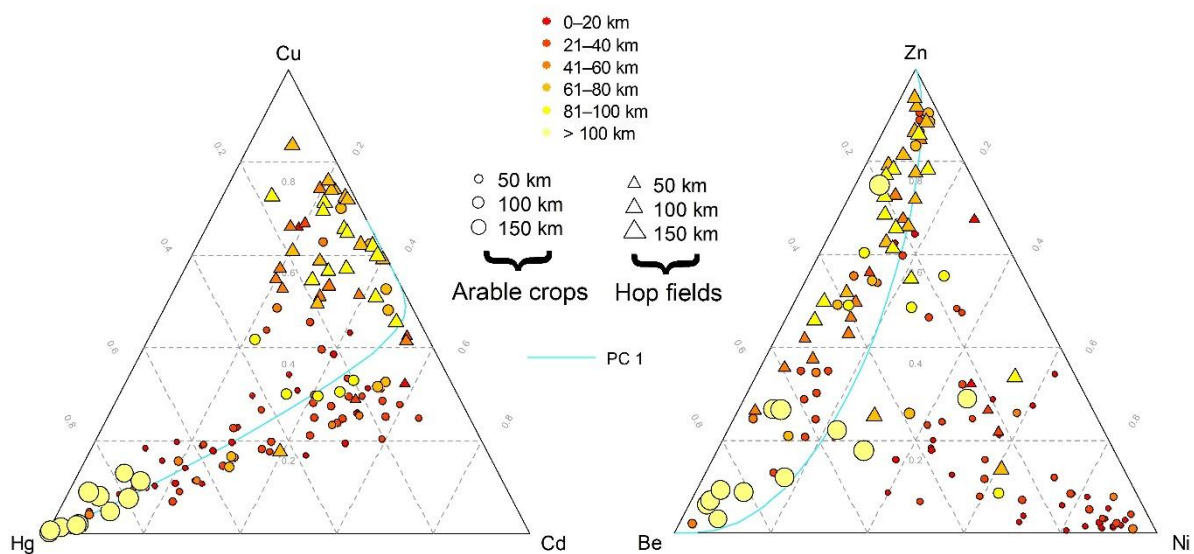 0–20 km
21–40 km
41–60 km
61–80 km
81–100 km
> 100 km
50 km
100 km
150 km
Arable crops
50 km
100 km
150 km
Hop fields
PC 1
Cu
0.2
0.2
0.8
0.4
0.4
0.6
0.6
0.6
0.4
0.8
0.8
0.2
Hg
Cd
Zn
0.2
0.2
0.8
0.4
0.4
0.6
0.6
0.6
0.4
0.8
0.8
0.2
Be
Ni